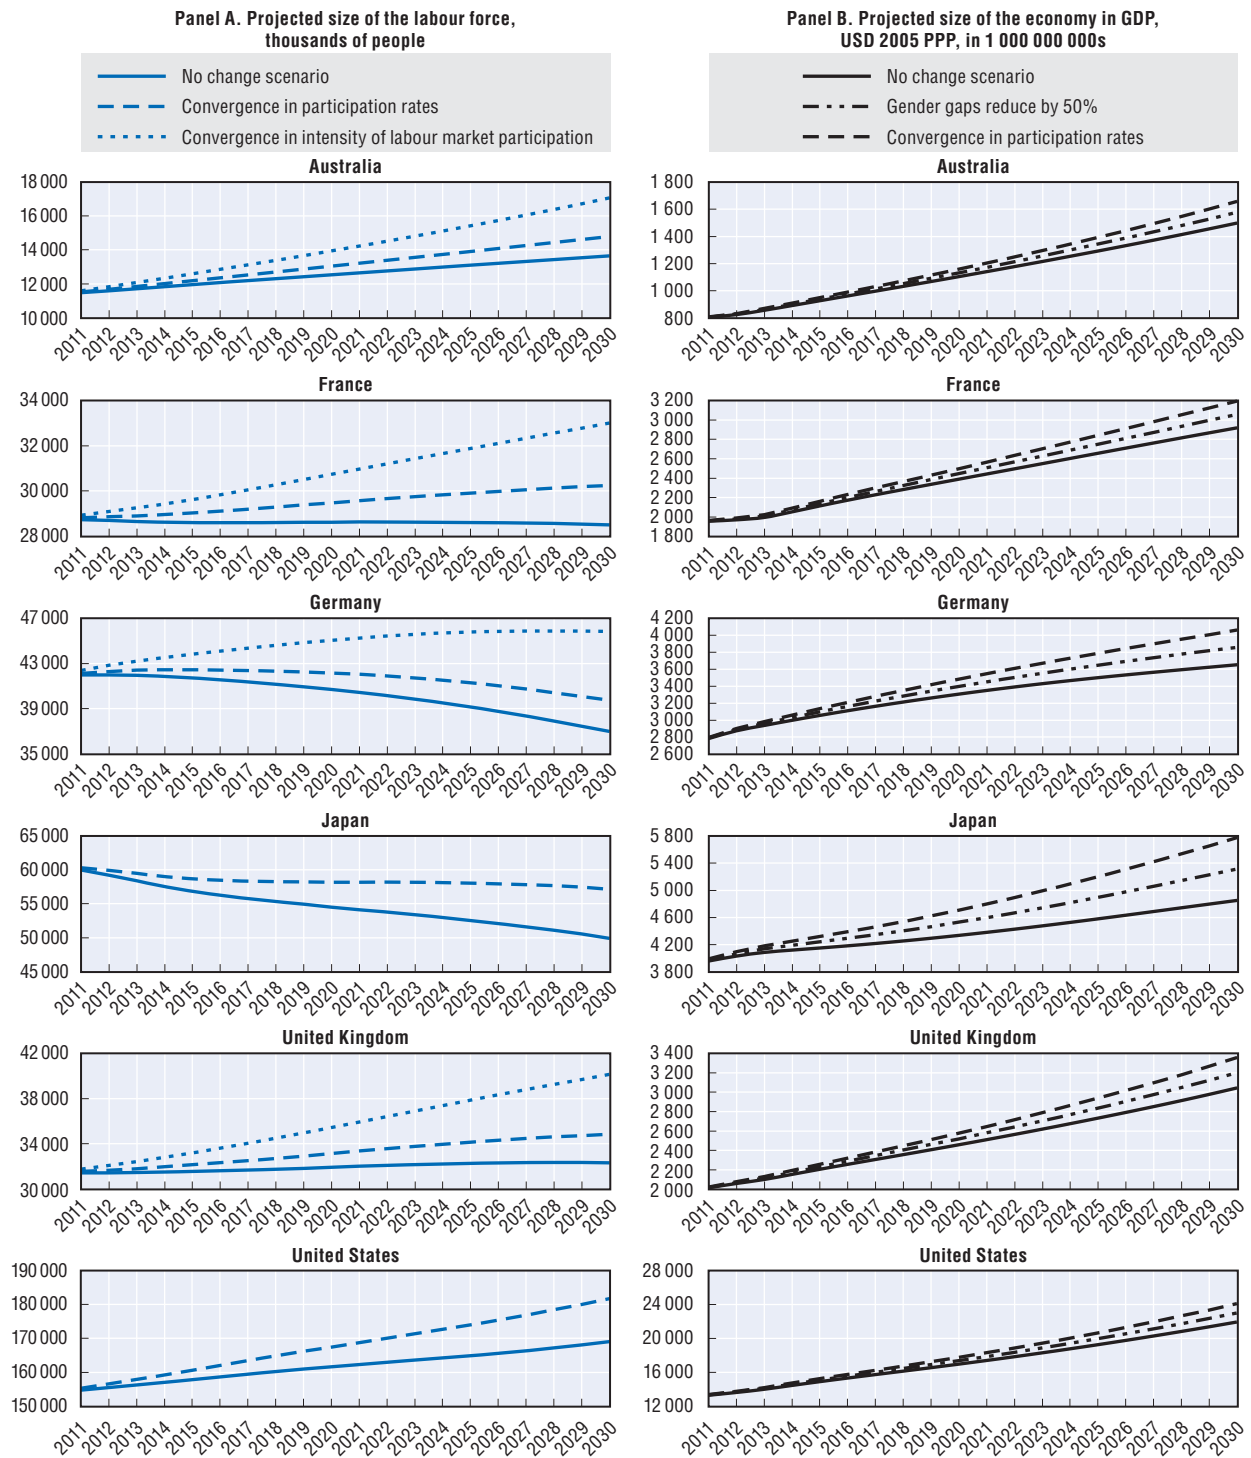 Panel A. Projected size of the labour force,
thousands of people
No change scenario
Convergence in participation rates
Convergence in intensity of labour market participation
Panel B. Projected size of the economy in GDP,
USD 2005 PPP, in 1 000 000 000s
No change scenario
Gender gaps reduce by 50%
Convergence in participation rates
Australia
18 000
16 000
14 000
12 000
10 000
2011 2012 2013 2014 2015 2016 2017 2018 2019 2020 2021 2022 2023 2024 2025 2026 2027 2028 2029 2030
Australia
1 800
1 600
1 400
1 200
1 000
800
2011 2012 2013 2014 2015 2016 2017 2018 2019 2020 2021 2022 2023 2024 2025 2026 2027 2028 2029 2030
France
34 000
32 000
30 000
28 000
2011 2012 2013 2014 2015 2016 2017 2018 2019 2020 2021 2022 2023 2024 2025 2026 2027 2028 2029 2030
France
3 200
3 000
2 800
2 600
2 400
2 200
2 000
1 800
2011 2012 2013 2014 2015 2016 2017 2018 2019 2020 2021 2022 2023 2024 2025 2026 2027 2028 2029 2030
Germany
47 000
43 000
39 000
35 000
2011 2012 2013 2014 2015 2016 2017 2018 2019 2020 2021 2022 2023 2024 2025 2026 2027 2028 2029 2030
Germany
4 200
4 000
3 800
3 600
3 400
3 200
3 000
2 800
2 600
2011 2012 2013 2014 2015 2016 2017 2018 2019 2020 2021 2022 2023 2024 2025 2026 2027 2028 2029 2030
Japan
65 000
60 000
55 000
50 000
45 000
2011 2012 2013 2014 2015 2016 2017 2018 2019 2020 2021 2022 2023 2024 2025 2026 2027 2028 2029 2030
Japan
5 800
5 400
5 000
4 600
4 200
3 800
2011 2012 2013 2014 2015 2016 2017 2018 2019 2020 2021 2022 2023 2024 2025 2026 2027 2028 2029 2030
United Kingdom
42 000
38 000
34 000
30 000
2011 2012 2013 2014 2015 2016 2017 2018 2019 2020 2021 2022 2023 2024 2025 2026 2027 2028 2029 2030
United Kingdom
3 400
3 200
3 000
2 800
2 600
2 400
2 200
2 000
2011 2012 2013 2014 2015 2016 2017 2018 2019 2020 2021 2022 2023 2024 2025 2026 2027 2028 2029 2030
United States
190 000
180 000
170 000
160 000
150 000
2011 2012 2013 2014 2015 2016 2017 2018 2019 2020 2021 2022 2023 2024 2025 2026 2027 2028 2029 2030
United States
28 000
24 000
20 000
16 000
12 000
2011 2012 2013 2014 2015 2016 2017 2018 2019 2020 2021 2022 2023 2024 2025 2026 2027 2028 2029 2030